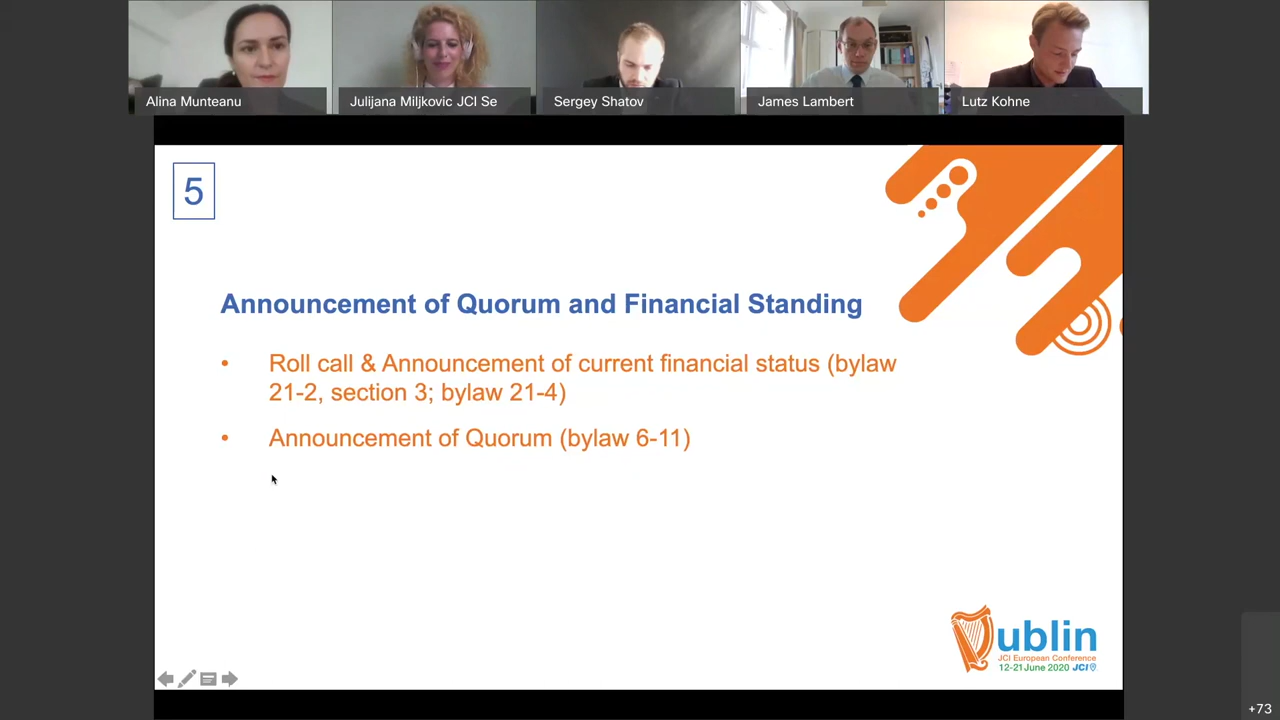 Alina Munteanu
Julijana Miljkovic JCI Se
Sergey Shatov
James Lambert
Lutz Kohne
5
Announcement of Quorum and Financial Standing
• Roll call & Announcement of current financial status (bylaw
21-2, section 3; bylaw 21-4)
• Announcement of Quorum (bylaw 6-11)
Dublin
JCI European Conference
12-21 June 2020 JCI
+73